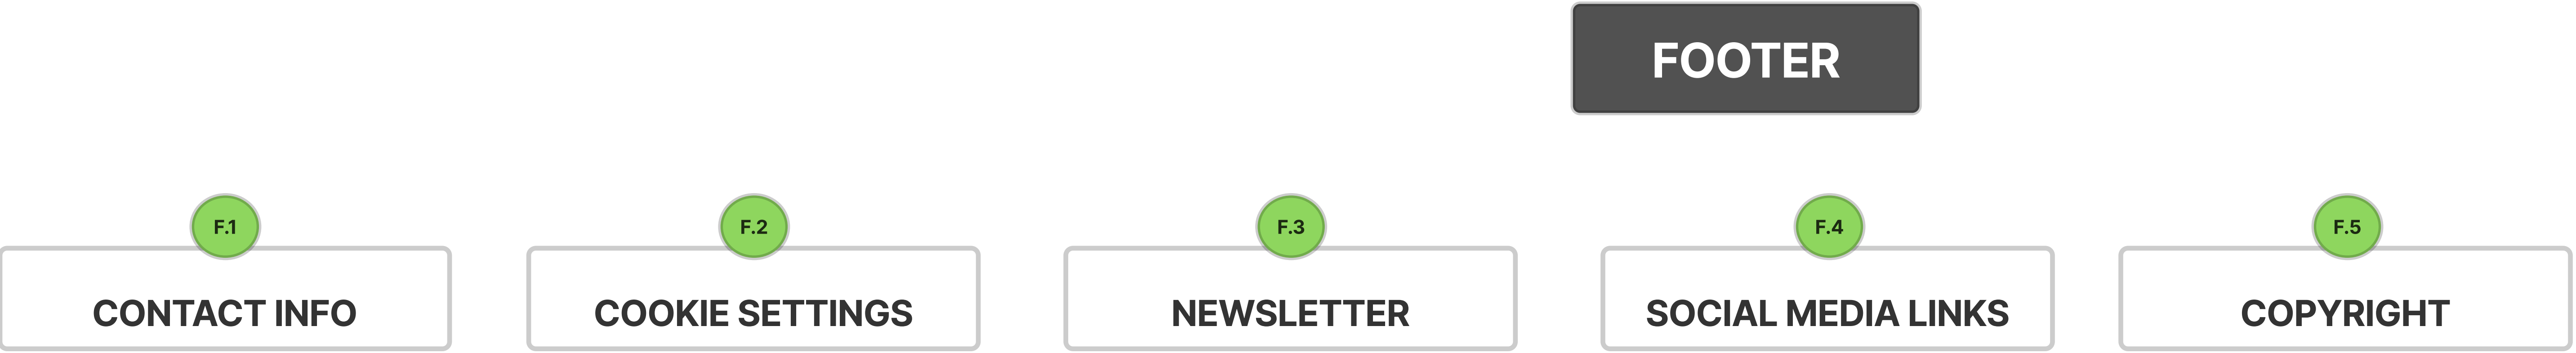 FOOTER
F.1
F.2
F.3
F.4
F.5
CONTACT INFO
COOKIE SETTINGS
NEWSLETTER
SOCIAL MEDIA LINKS
COPYRIGHT